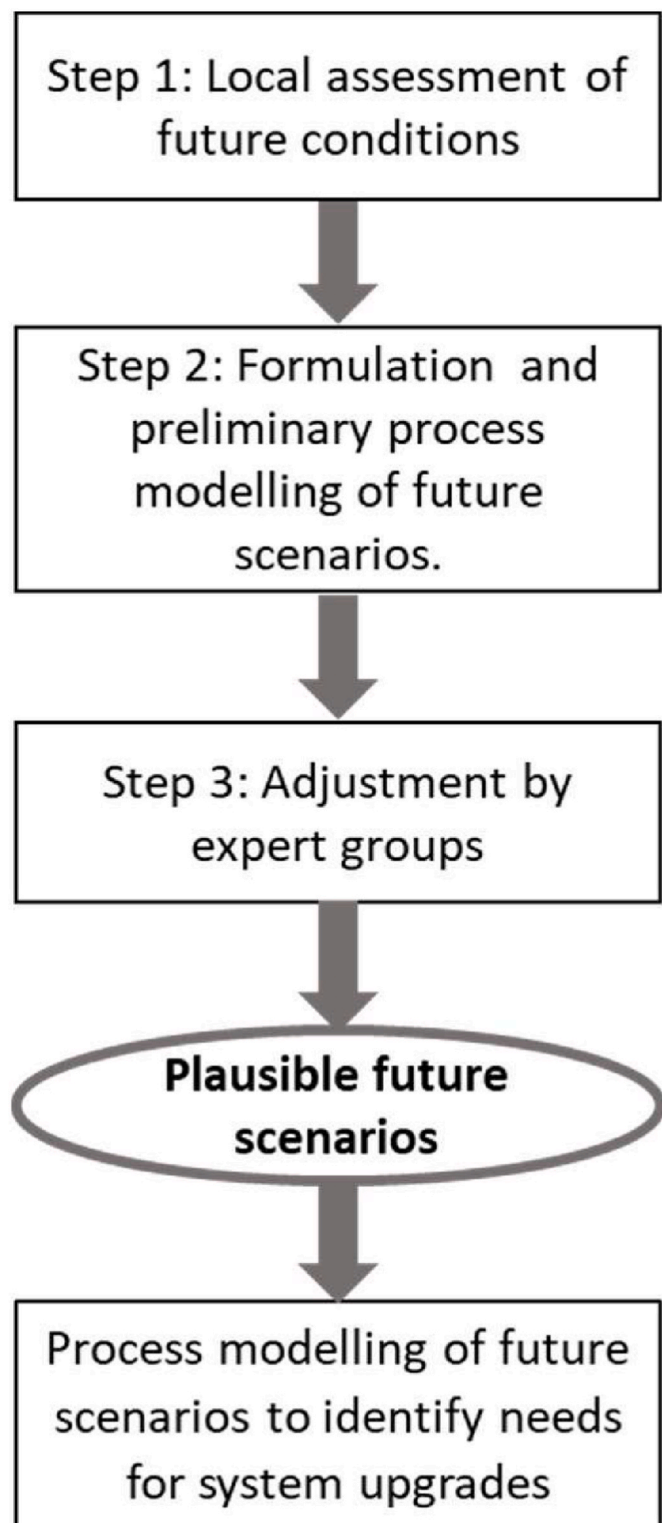 Step 1: Local assessment of
future conditions
Step 2: Formulation and
preliminary process
modelling of future
scenarios.
Step 3: Adjustment by
expert groups
Plausible future
scenarios
Process modelling of future
scenarios to identify needs
for system upgrades